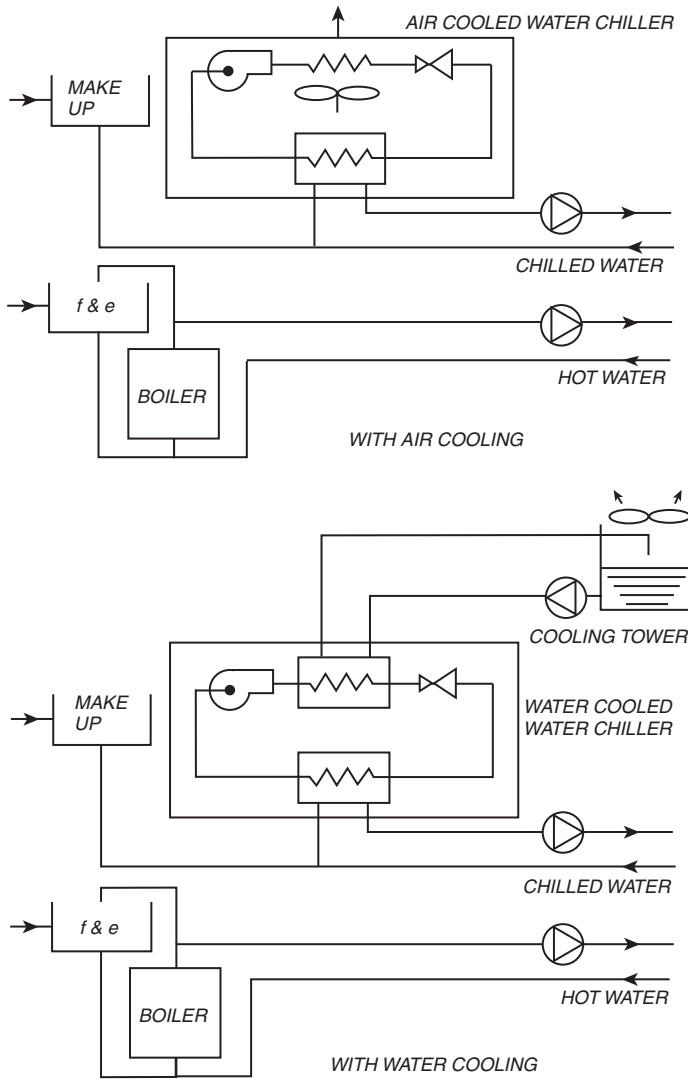 AIR COOLED WATER CHILLER
MAKE
UP
CHILLED WATER
f & e
BOILER
HOT WATER
WITH AIR COOLING
COOLING TOWER
MAKE
UP
WATER COOLED
WATER CHILLER
CHILLED WATER
f & e
BOILER
HOT WATER
WITH WATER COOLING